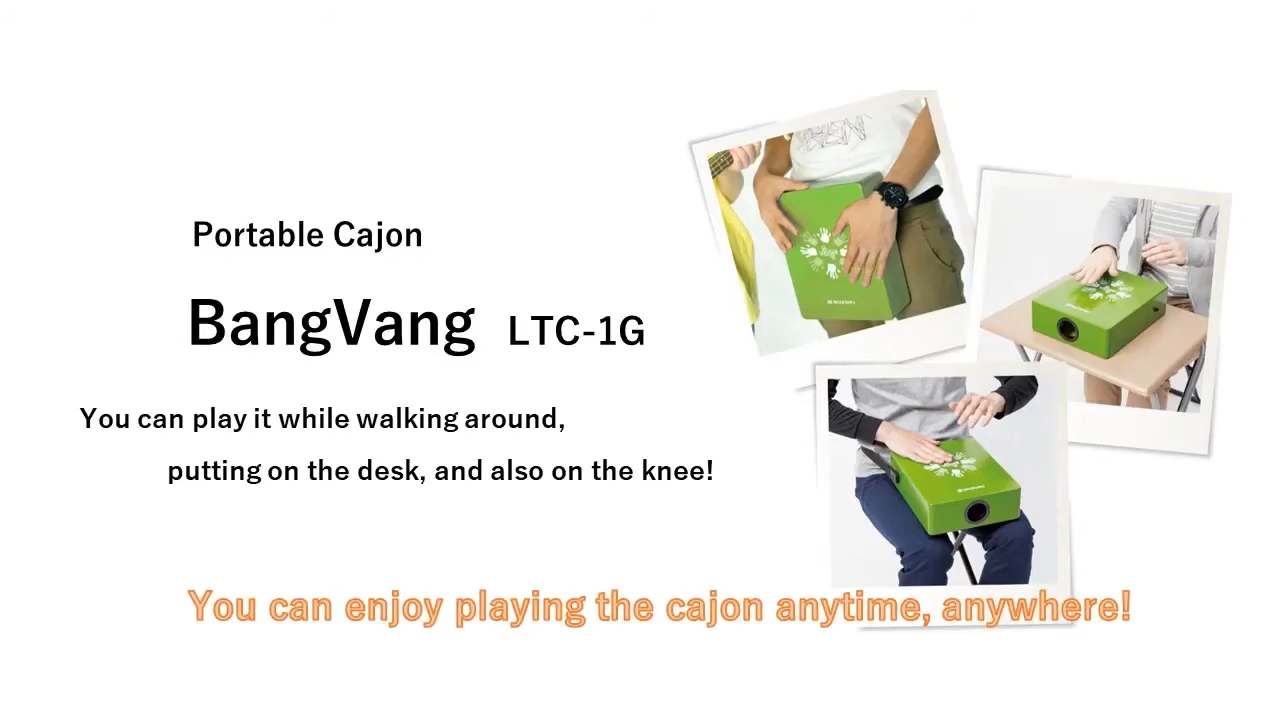 Portable Cajon
BangVang LTC-1G
You can play it while walking around,
putting on the desk, and also on the knee!
You can enjoy playing the cajon anytime, anywhere!